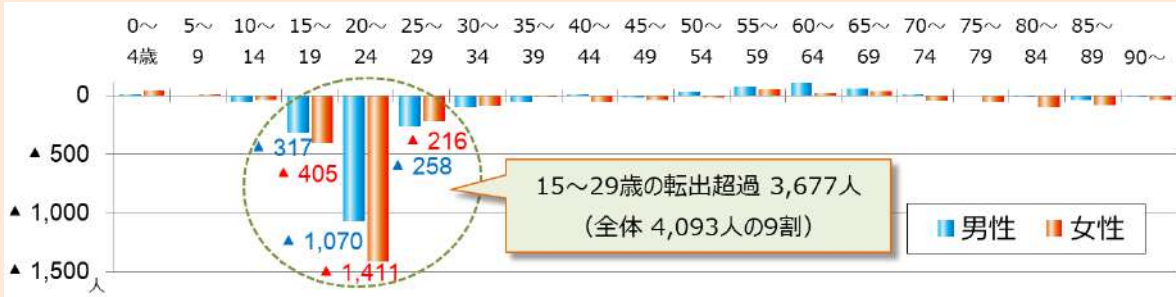 0～ 5～ 10～ 15～ 20～ 25～ 30～ 35～ 40～ 45～ 50～ 55～ 60～ 65～ 70～ 75～ 80～ 85～
4歳 9 14 19 24 29 34 39 44 49 54 59 64 69 74 79 84 89 90～
0
▲ 500
▲ 1,000
▲ 1,500
人
▲ 317
▲ 405
▲ 1,070
▲ 1,411
▲ 216
▲ 258
15～29歳の転出超過 3,677人
（全体 4,093人の9割）
男性 女性